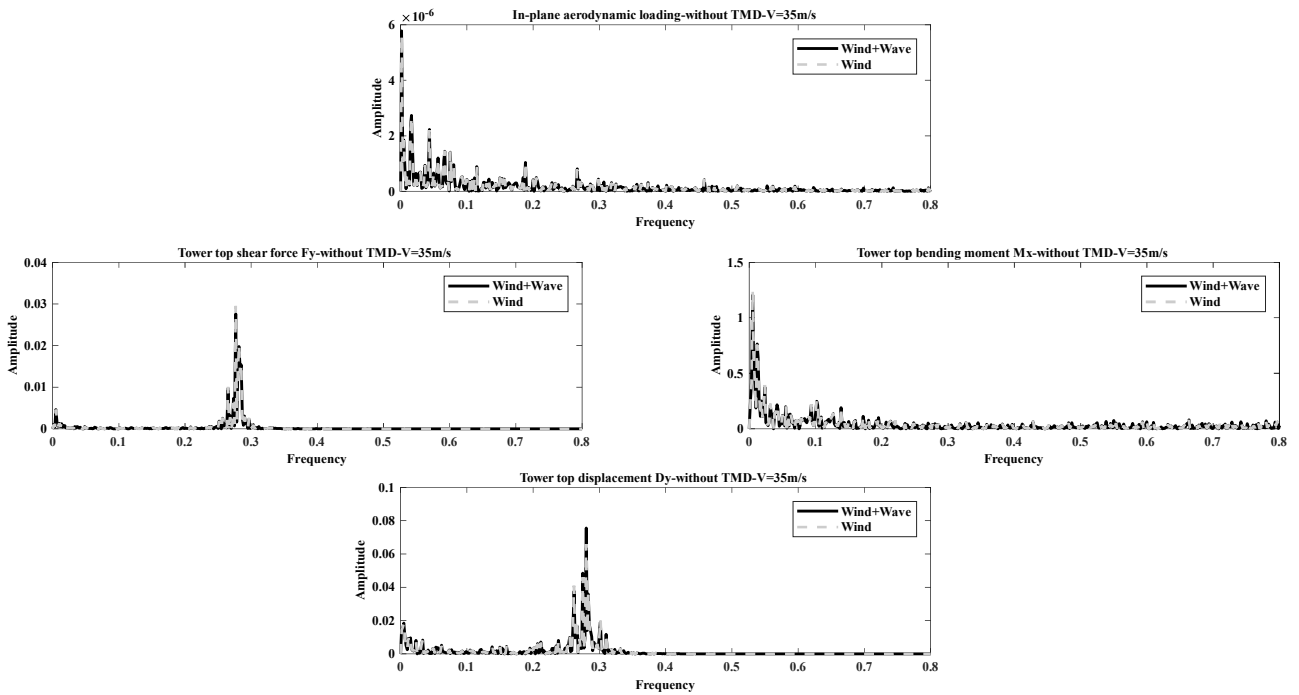 In-plane aerodynamic loading-without TMD-V=35m/s
×10⁻⁶
6
4
2
0
Amplitude
Wind+Wave
Wind
0 0.1 0.2 0.3 0.4 0.5 0.6 0.7 0.8
Frequency
Tower top shear force Fy-without TMD-V=35m/s
0.04
0.03
0.02
0.01
0
Amplitude
Wind+Wave
Wind
0 0.1 0.2 0.3 0.4 0.5 0.6 0.7 0.8
Frequency
Tower top bending moment Mx-without TMD-V=35m/s
1.5
1
0.5
0
Amplitude
Wind+Wave
Wind
0 0.1 0.2 0.3 0.4 0.5 0.6 0.7 0.8
Frequency
Tower top displacement Dy-without TMD-V=35m/s
0.1
0.08
0.06
0.04
0.02
0
Amplitude
Wind+Wave
Wind
0 0.1 0.2 0.3 0.4 0.5 0.6 0.7 0.8
Frequency